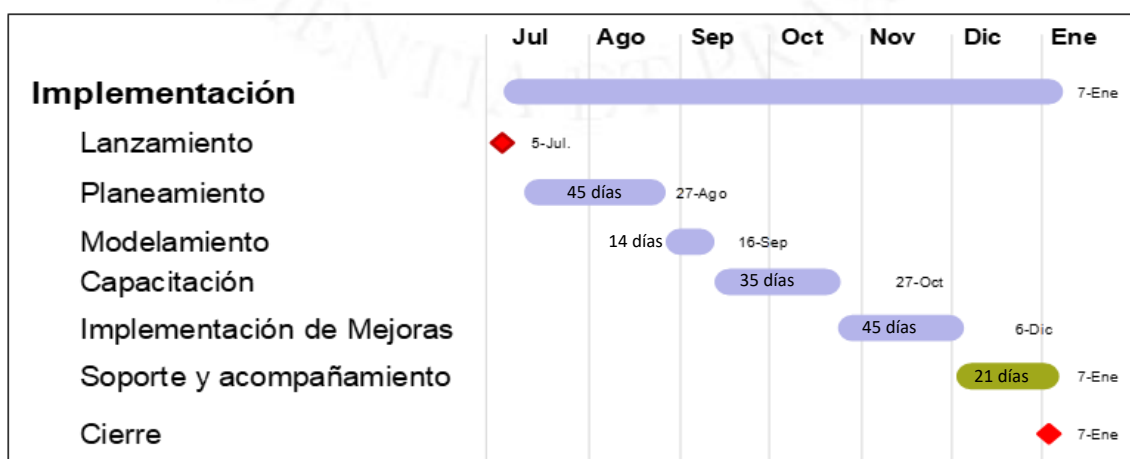 Jul Ago Sep Oct Nov Dic Ene
Implementación 7-Ene
Lanzamiento 5-Jul.
Planeamiento 45 días 27-Ago
Modelamiento 14 días 16-Sep
Capacitación 35 días 27-Oct
Implementación de Mejoras 45 días 6-Dic
Soporte y acompañamiento 21 días 7-Ene
Cierre 7-Ene